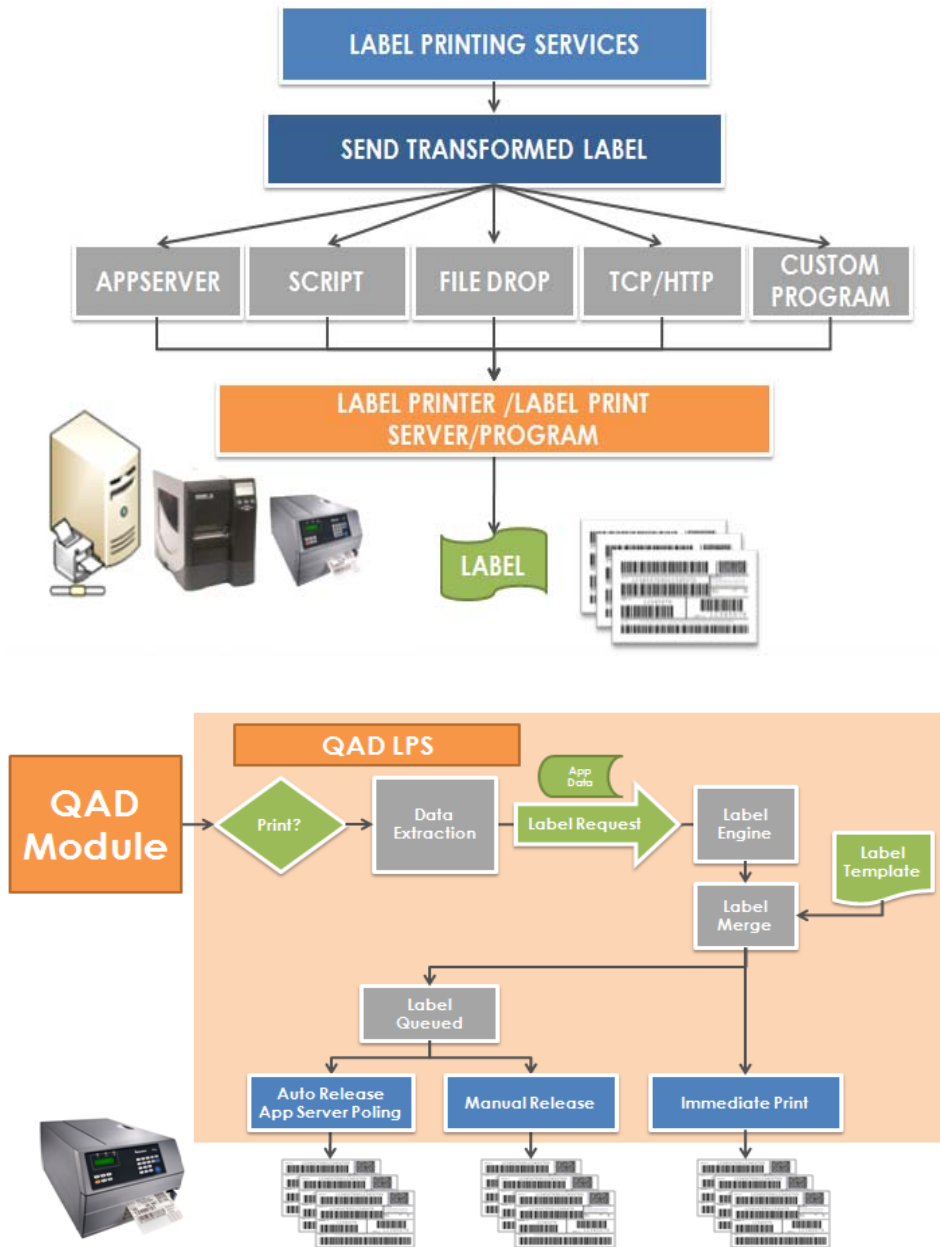 LABEL PRINTING SERVICES
SEND TRANSFORMED LABEL
APPSERVER
SCRIPT
FILE DROP
TCP/HTTP
CUSTOM
PROGRAM
LABEL PRINTER /LABEL PRINT
SERVER/PROGRAM
LABEL
QAD LPS
QAD
Module
Print?
Data
Extraction
App
Data
Label Request
Label
Engine
Label
Template
Label
Merge
Label
Queued
Auto Release
App Server Poling
Manual Release
Immediate Print